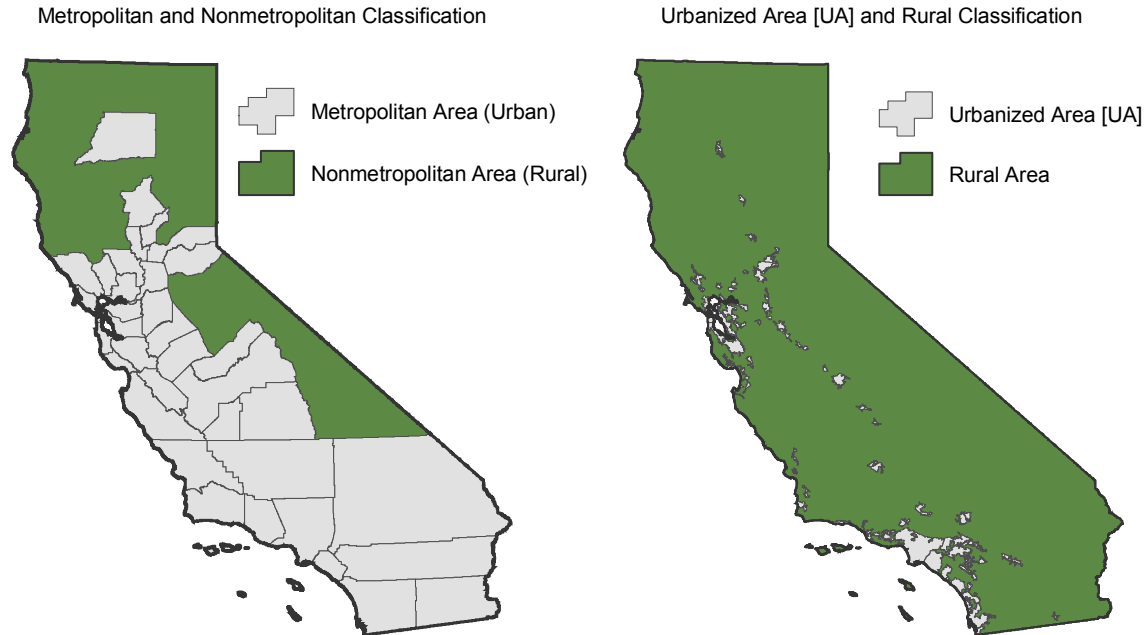 Metropolitan and Nonmetropolitan Classification
Metropolitan Area (Urban)
Nonmetropolitan Area (Rural)
Urbanized Area [UA] and Rural Classification
Urbanized Area [UA]
Rural Area